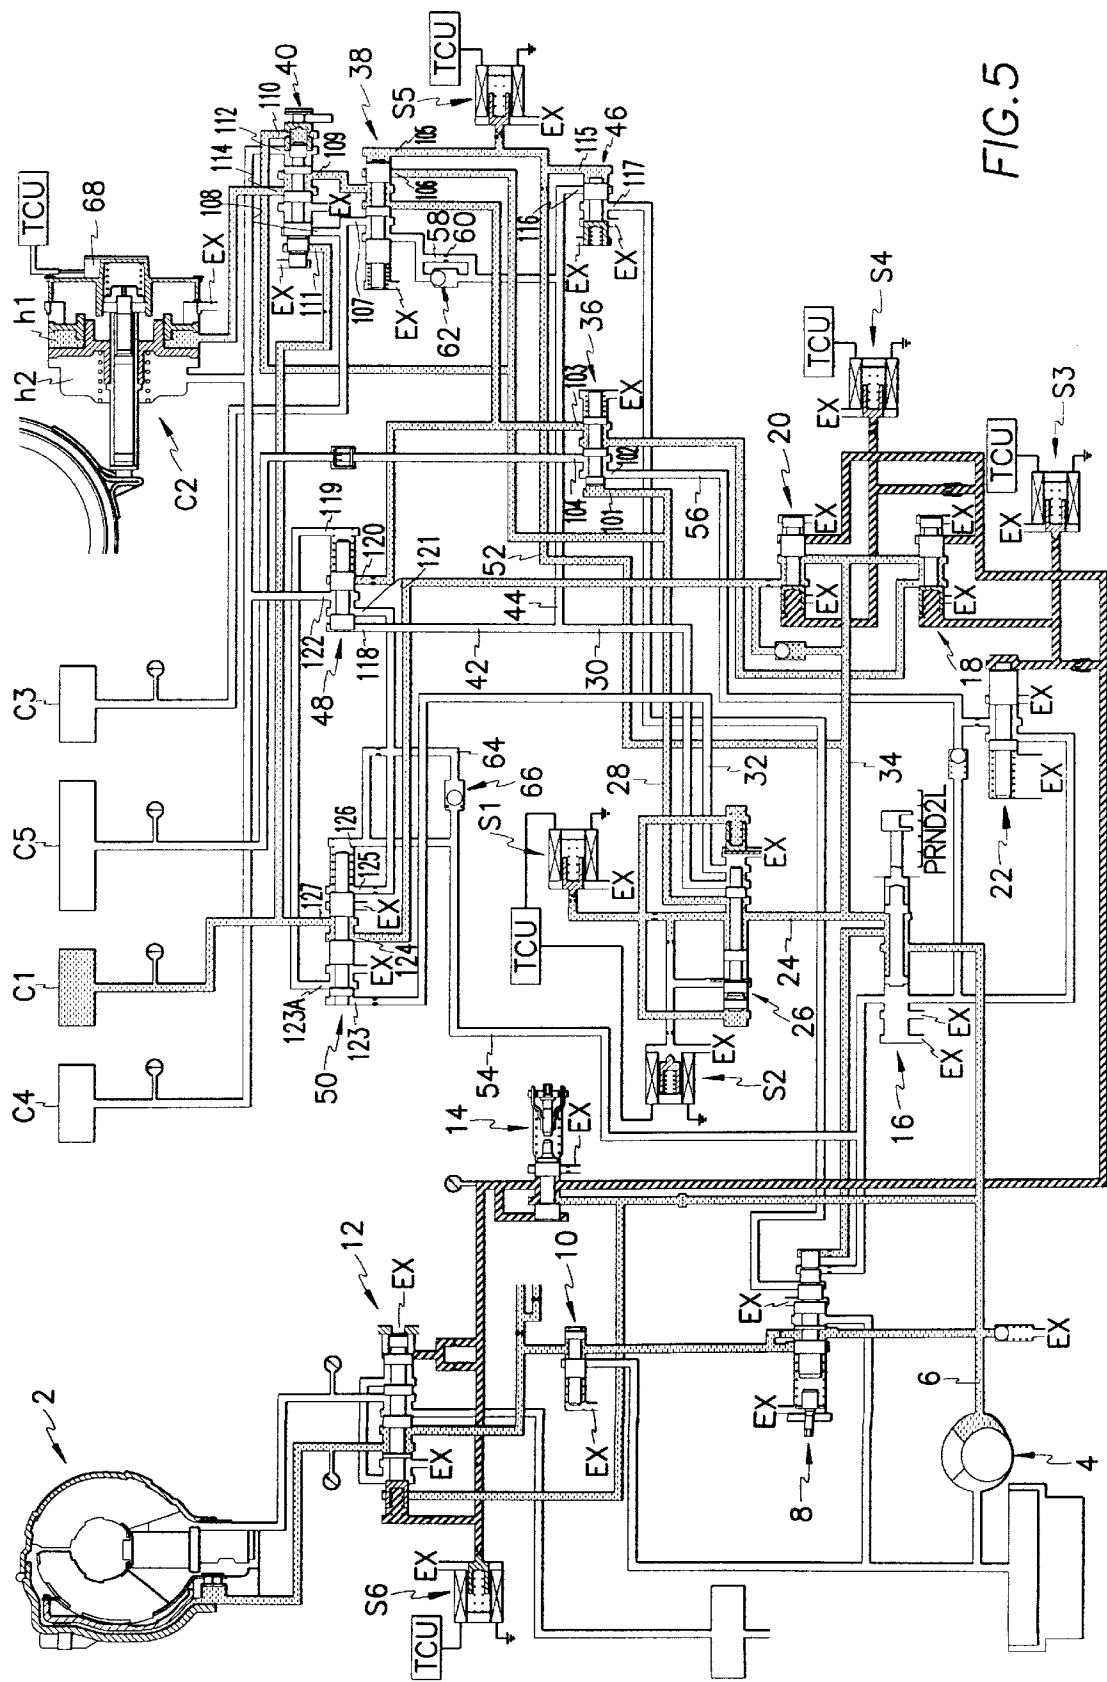 FIG.5
C4
C1
C5
C3
h2
h1
TCU
68
EX
C2
2
TCU
S6
EX
12
EX
EX
50
123A
123
EX
124
127
EX
125
126
48
122
118
119
120
121
108
114
112
110
40
EX
111
109
EX
107
38
105
106
EX
62
58
60
S5
TCU
EX
115
46
116
117
EX
EX
36
103
104
101
102
EX
52
44
42
30
56
64
66
54
14
EX
10
EX
S1
TCU
EX
S2
EX
26
24
28
32
34
EX
20
EX
EX
EX
EX
18
S4
TCU
EX
S3
TCU
EX
22
EX
EX
PRND2L
16
EX
EX
8
EX
EX
6
EX
4